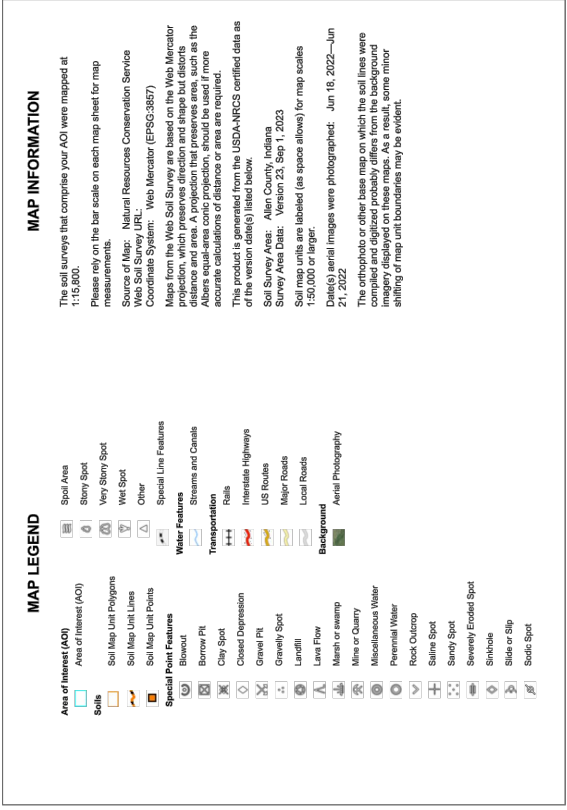 MAP LEGEND
Area of Interest (AOI)
Area of Interest (AOI)
Soils
Soil Map Unit Polygons
Soil Map Unit Lines
Soil Map Unit Points
Special Point Features
Blowout
Borrow Pit
Clay Spot
Closed Depression
Gravel Pit
Gravelly Spot
Landfill
Lava Flow
Marsh or swamp
Mine or Quarry
Miscellaneous Water
Perennial Water
Rock Outcrop
Saline Spot
Sandy Spot
Severely Eroded Spot
Sinkhole
Slide or Slip
Sodic Spot
Spoil Area
Stony Spot
Very Stony Spot
Wet Spot
Other
Special Line Features
Water Features
Streams and Canals
Transportation
Rails
Interstate Highways
US Routes
Major Roads
Local Roads
Background
Aerial Photography
MAP INFORMATION
The soil surveys that comprise your AOI were mapped at
1:15,800.
Please rely on the bar scale on each map sheet for map
measurements.
Source of Map: Natural Resources Conservation Service
Web Soil Survey URL:
Coordinate System: Web Mercator (EPSG:3857)
Maps from the Web Soil Survey are based on the Web Mercator
projection, which preserves direction and shape but distorts
distance and area. A projection that preserves area, such as the
Albers equal-area conic projection, should be used if more
accurate calculations of distance or area are required.
This product is generated from the USDA-NRCS certified data as
of the version date(s) listed below.
Soil Survey Area: Allen County, Indiana
Survey Area Data: Version 23, Sep 1, 2023
Soil map units are labeled (as space allows) for map scales
1:50,000 or larger.
Date(s) aerial images were photographed: Jun 18, 2022—Jun
21, 2022
The orthophoto or other base map on which the soil lines were
compiled and digitized probably differs from the background
imagery displayed on these maps. As a result, some minor
shifting of map unit boundaries may be evident.